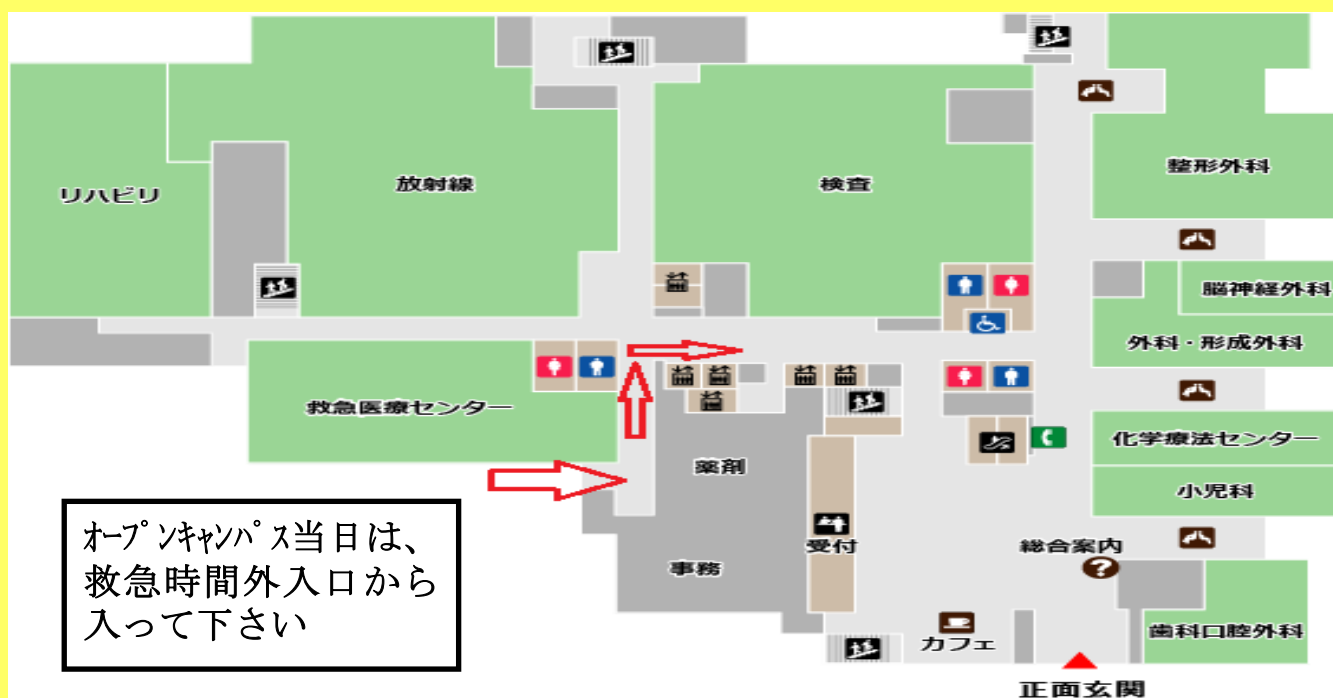 整形外科
放射線
検査
リハビリ
脳神経外科
外科・形成外科
救急医療センター
化学療法センター
薬剤
小児科
オープンキャンパス当日は、
救急時間外入口から
入って下さい
受付
総合案内
?
事務
カフェ
歯科口腔外科
正面玄関